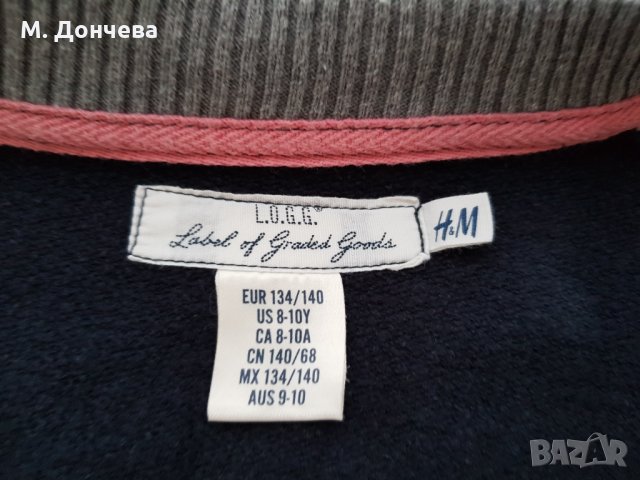 М. Дончева
L.O.G.G.®
Label of Graded Goods
H&M
EUR 134/140
US 8-10Y
CA 8-10A
CN 140/68
MX 134/140
AUS 9-10
BAZAR